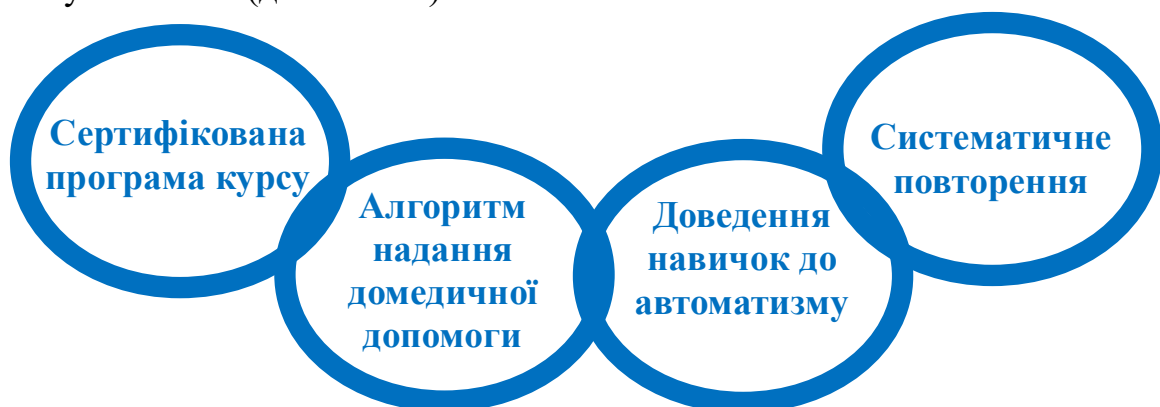 Сертифікована
програма курсу
Алгоритм
надання
домедичної
допомоги
Доведення
навичок до
автоматизму
Систематичне
повторення